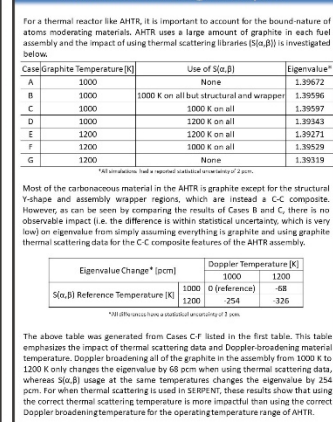 For a thermal reactor like AHTR, it is important to account for the bound-nature of
atoms moderating materials. AHTR uses a large amount of graphite in each fuel
assembly and the impact of using thermal scattering libraries (S(α,β)) is investigated
below.
Case Graphite Temperature [K] Use of S(α,β) Eigenvalue*
A 1000 None 1.39672
B 1000 1000 K on all but structural and wrapper 1.39596
C 1000 1000 K on all 1.39597
D 1000 1200 K on all 1.39343
E 1200 1200 K on all 1.39271
F 1200 1000 K on all 1.39529
G 1200 None 1.39319
*All simulations had a reported statistical uncertainty of 2 pcm.
Most of the carbonaceous material in the AHTR is graphite except for the structural
Y-shape and assembly wrapper regions, which are instead a C-C composite.
However, as can be seen by comparing the results of Cases B and C, there is no
observable impact (i.e. the difference is within statistical uncertainty, which is very
low) on eigenvalue from simply assuming everything is graphite and using graphite
thermal scattering data for the C-C composite features of the AHTR assembly.
Eigenvalue Change* [pcm] Doppler Temperature [K]
1000 1200
S(α,β) Reference Temperature [K] 1000 0 (reference) -68
1200 -254 -326
*All differences have a statistical uncertainty of 3 pcm.
The above table was generated from Cases C-F listed in the first table. This table
emphasizes the impact of thermal scattering data and Doppler-broadening material
temperature. Doppler broadening all of the graphite in the assembly from 1000 K to
1200 K only changes the eigenvalue by 68 pcm when using thermal scattering data,
whereas S(α,β) usage at the same temperatures changes the eigenvalue by 254
pcm. For when thermal scattering is used in SERPENT, these results show that using
the correct thermal scattering temperature is more impactful than using the correct
Doppler broadening temperature for the operating temperature range of AHTR.